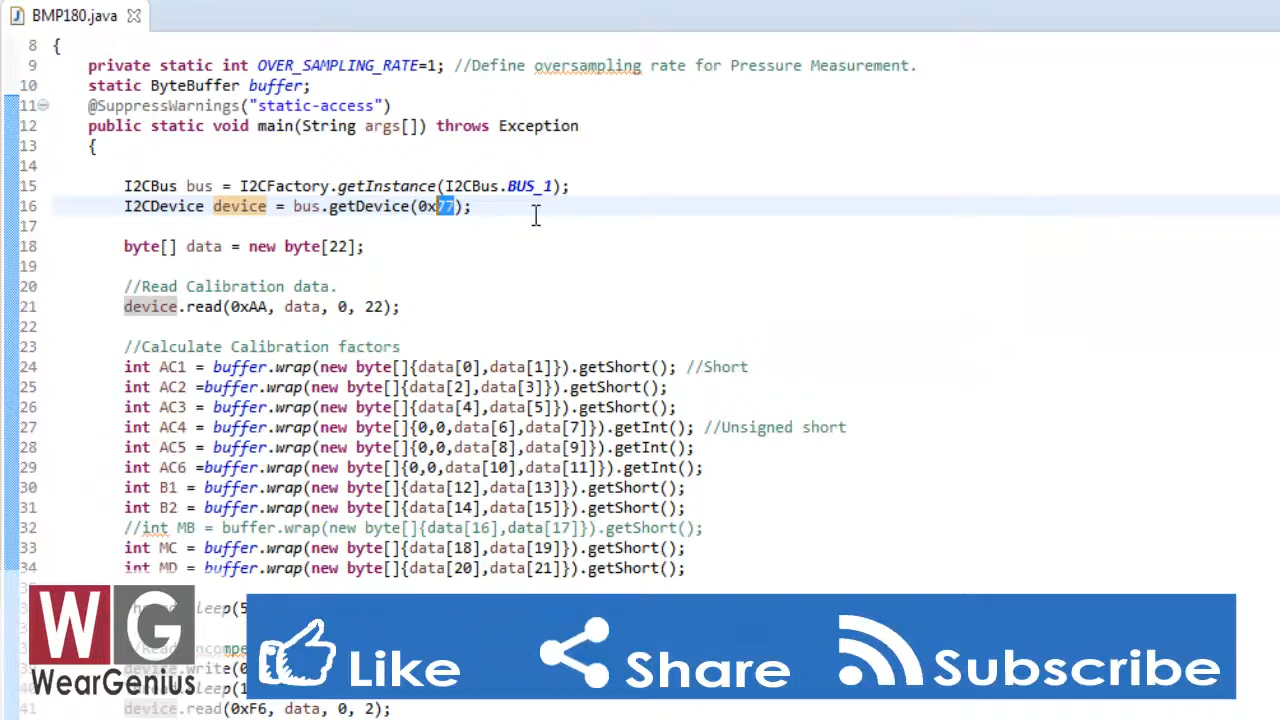 BMP180.java
8 {
9 private static int OVER_SAMPLING_RATE=1; //Define oversampling rate for Pressure Measurement.
10 static ByteBuffer buffer;
11 @SuppressWarnings("static-access")
12 public static void main(String args[]) throws Exception
13 {
14
15 I2CBus bus = I2CFactory.getInstance(I2CBus.BUS_1);
16 I2CDevice device = bus.getDevice(0x77);
17
18 byte[] data = new byte[22];
19
20 //Read Calibration data.
21 device.read(0xAA, data, 0, 22);
22
23 //Calculate Calibration factors
24 int AC1 = buffer.wrap(new byte[]{data[0],data[1]}).getShort(); //Short
25 int AC2 =buffer.wrap(new byte[]{data[2],data[3]}).getShort();
26 int AC3 = buffer.wrap(new byte[]{data[4],data[5]}).getShort();
27 int AC4 = buffer.wrap(new byte[]{0,0,data[6],data[7]}).getInt(); //Unsigned short
28 int AC5 = buffer.wrap(new byte[]{0,0,data[8],data[9]}).getInt();
29 int AC6 =buffer.wrap(new byte[]{0,0,data[10],data[11]}).getInt();
30 int B1 = buffer.wrap(new byte[]{data[12],data[13]}).getShort();
31 int B2 = buffer.wrap(new byte[]{data[14],data[15]}).getShort();
32 //int MB = buffer.wrap(new byte[]{data[16],data[17]}).getShort();
33 int MC = buffer.wrap(new byte[]{data[18],data[19]}).getShort();
34 int MD = buffer.wrap(new byte[]{data[20],data[21]}).getShort();
WG
WearGenius
Like
Share
Subscribe
41 device.read(0xF6, data, 0, 2);